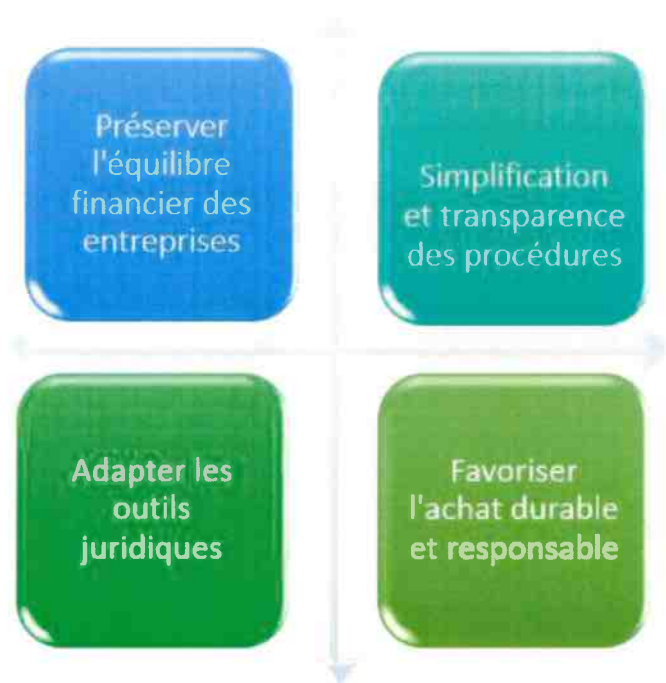 Préserver
l'équilibre
financier des
entreprises
Simplification
et transparence
des procédures
Adapter les
outils
juridiques
Favoriser
l'achat durable
et responsable